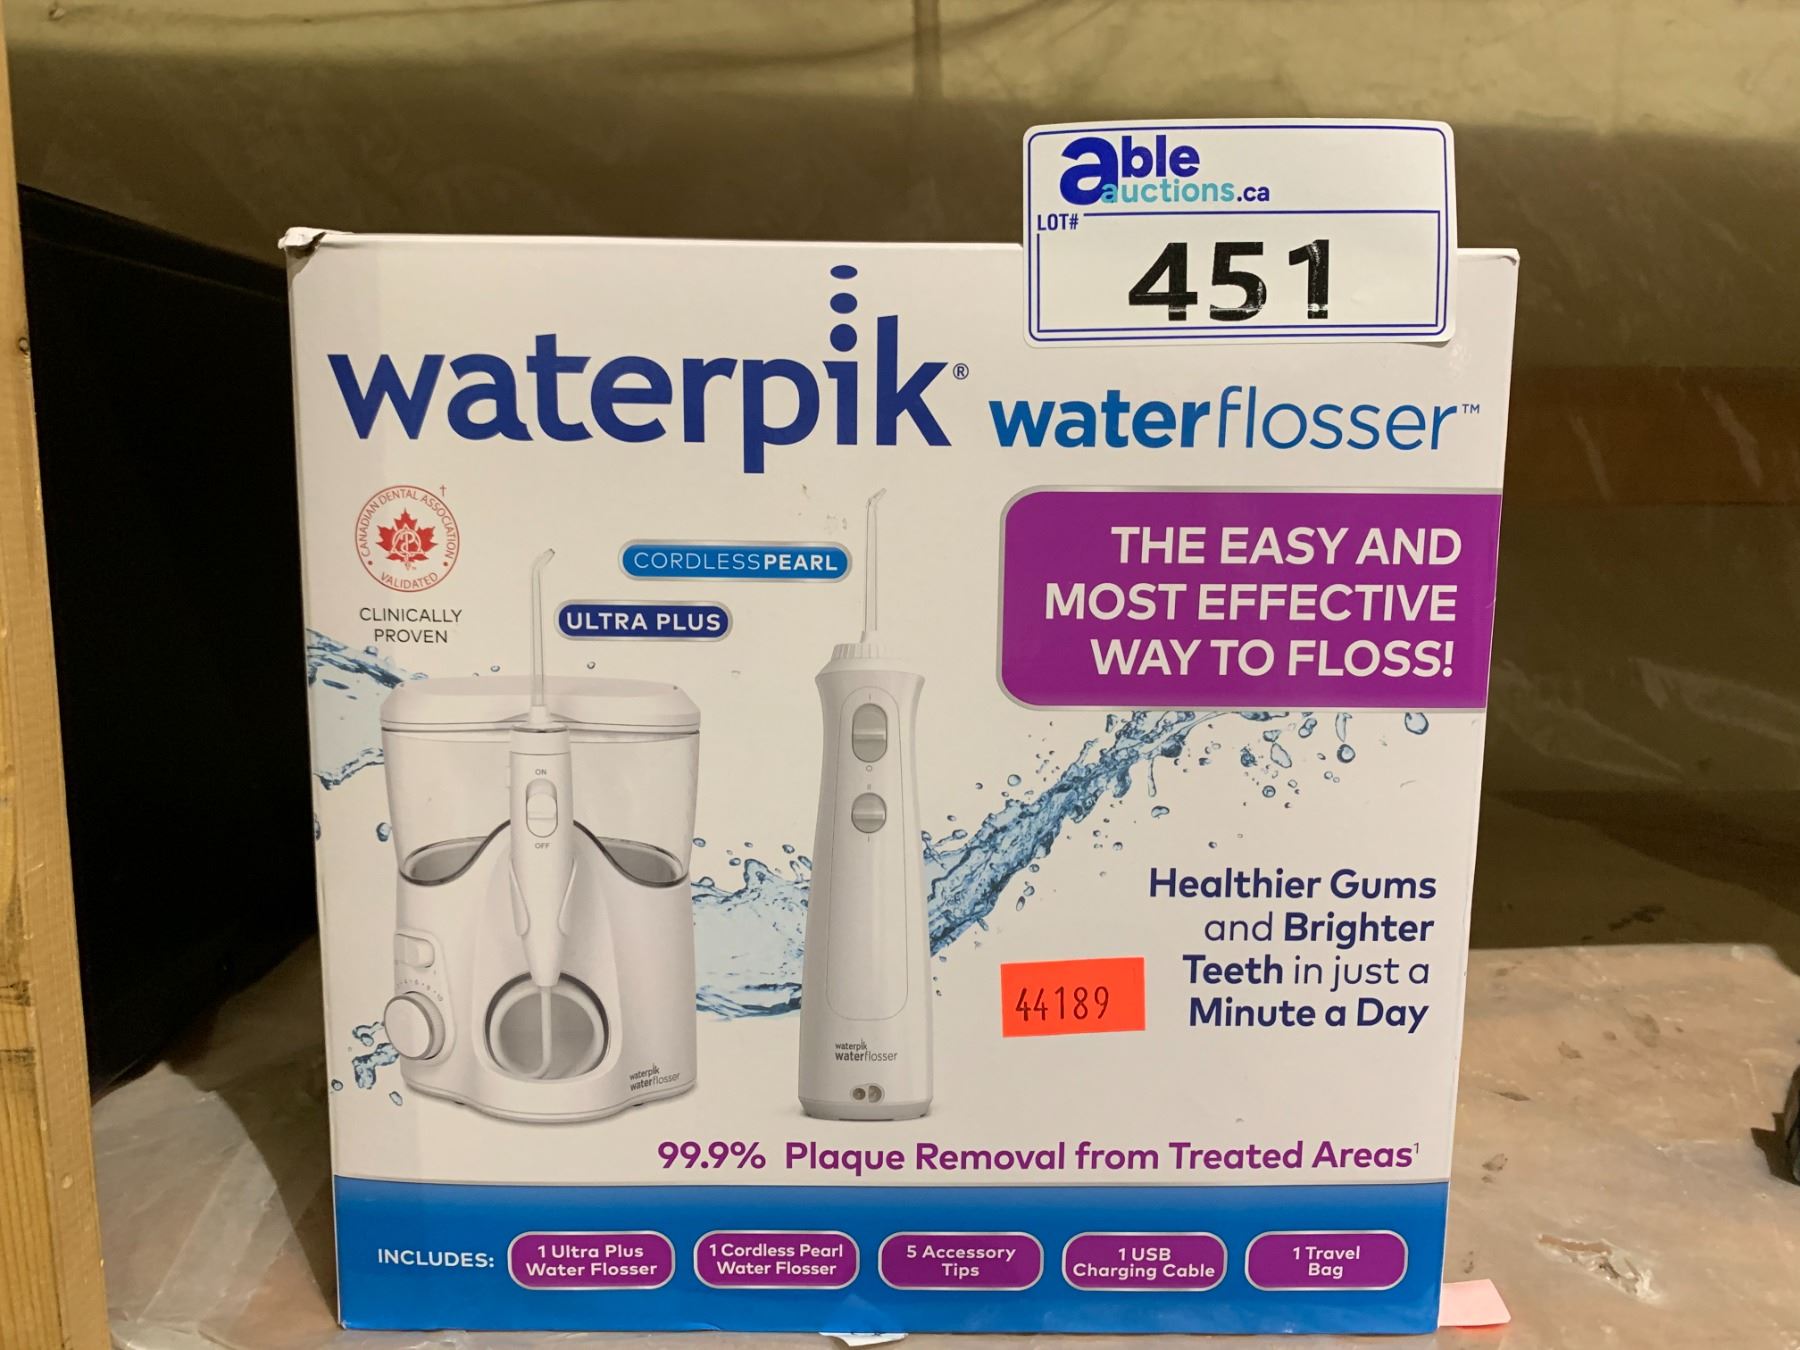 able
auctions.ca
LOT#
451
waterpik®
waterflosser™
CANADIAN DENTAL ASSOCIATION †
VALIDATED
CLINICALLY
PROVEN
CORDLESSPEARL
ULTRA PLUS
THE EASY AND
MOST EFFECTIVE
WAY TO FLOSS!
ON
OFF
Healthier Gums
and Brighter
Teeth in just a
Minute a Day
44189
waterpik
waterflosser
waterpik
waterflosser
99.9% Plaque Removal from Treated Areas¹
INCLUDES:
1 Ultra Plus
Water Flosser
1 Cordless Pearl
Water Flosser
5 Accessory
Tips
1 USB
Charging Cable
1 Travel
Bag